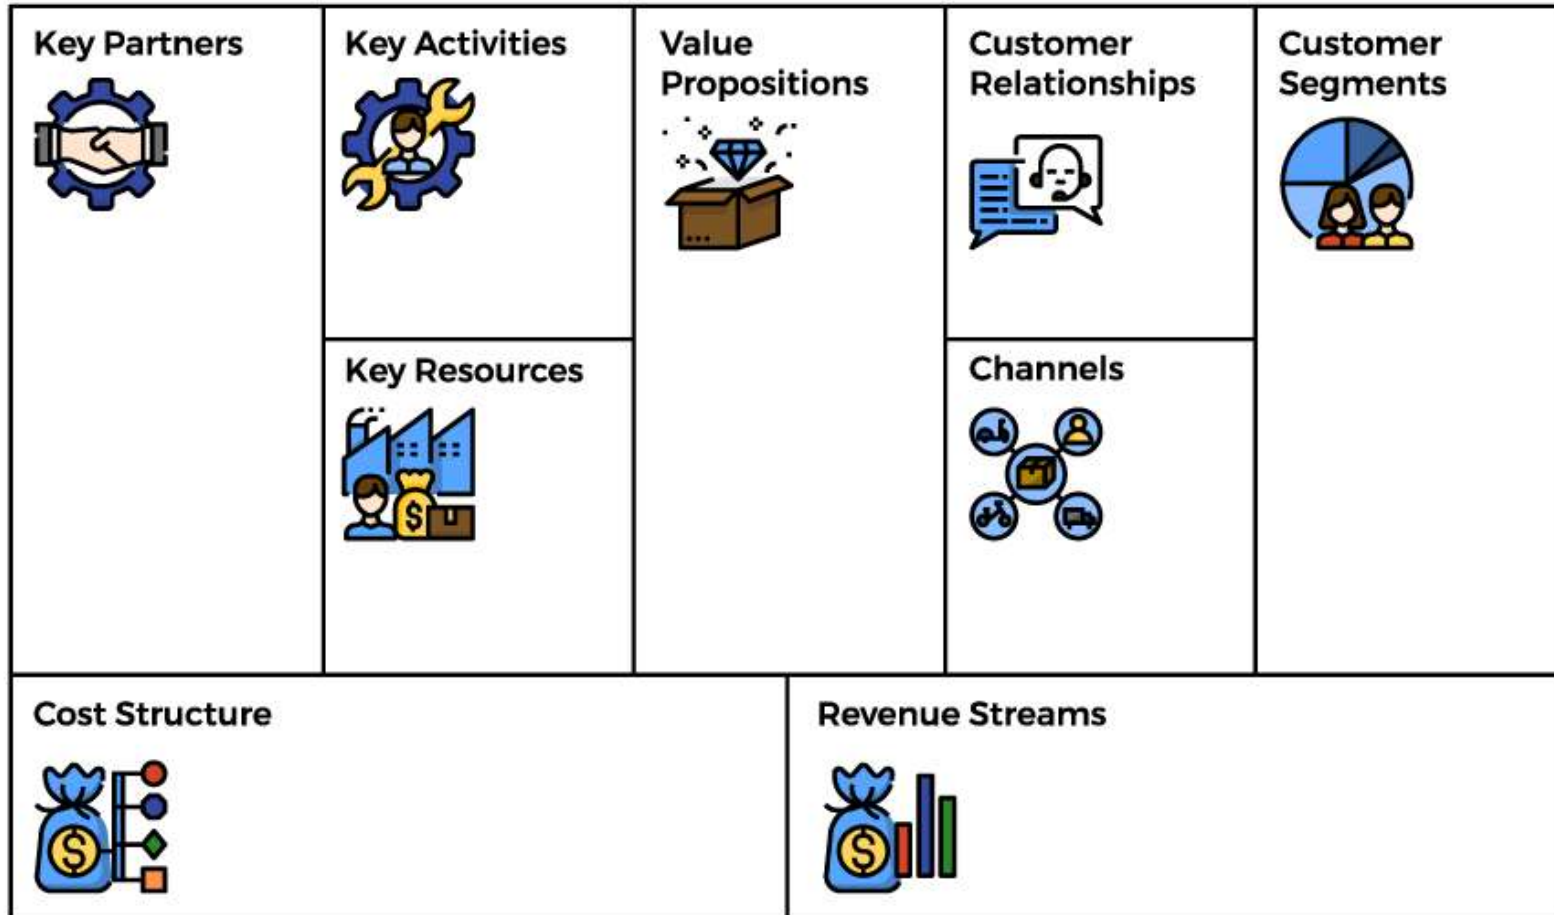 Key Partners
Key Activities
Value
Propositions
Customer
Relationships
Customer
Segments
Key Resources
$
Channels
Cost Structure
$
Revenue Streams
$